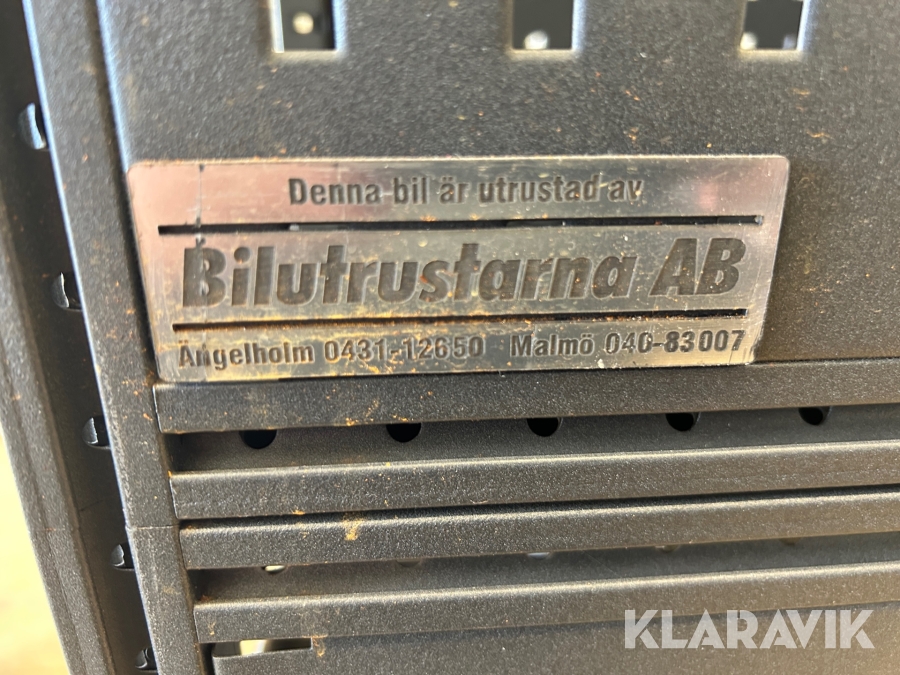 Denna bil är utrustad av
Bilutrustarna AB
Ängelholm 0431-12650 Malmö 040-83007
KLARAVIK